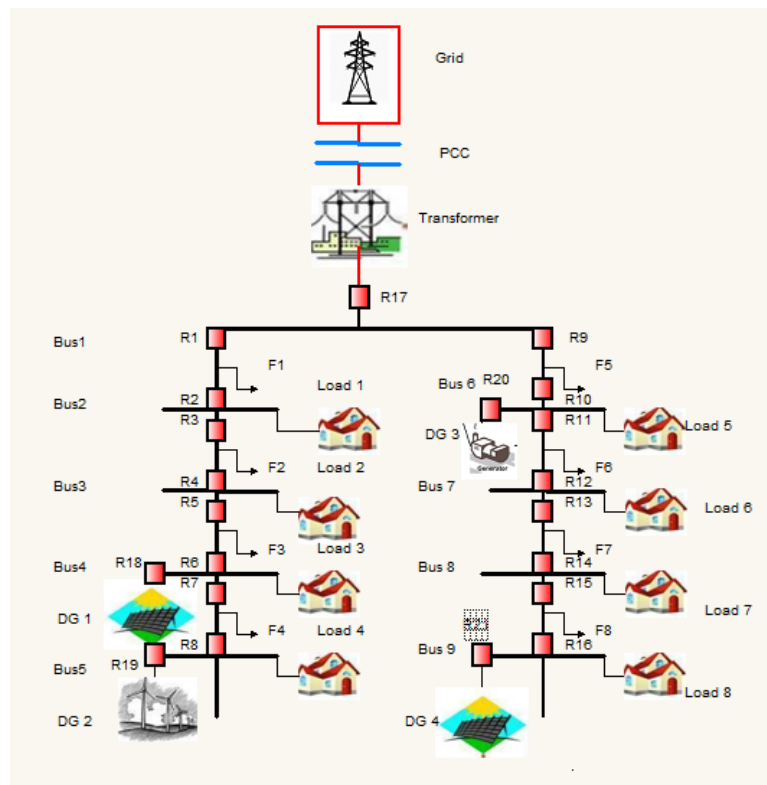 Grid
PCC
Transformer
R17
Bus1
R1
R9
F1
F5
Load 1
Bus 6
R20
Bus2
R2
R10
R3
R11
Load 5
DG 3
Generator
F2
Load 2
F6
Bus3
R4
Bus 7
R12
R5
R13
Load 6
F3
Load 3
F7
Bus4
R18
R6
Bus 8
R14
R7
R15
Load 7
DG 1
F4
Load 4
F8
Bus5
R19
R8
Bus 9
R16
Load 8
DG 2
DG 4